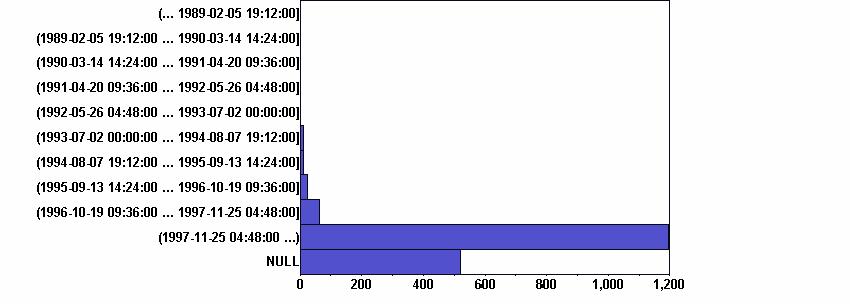 (... 1989-02-05 19:12:00]
(1989-02-05 19:12:00 ... 1990-03-14 14:24:00]
(1990-03-14 14:24:00 ... 1991-04-20 09:36:00]
(1991-04-20 09:36:00 ... 1992-05-26 04:48:00]
(1992-05-26 04:48:00 ... 1993-07-02 00:00:00]
(1993-07-02 00:00:00 ... 1994-08-07 19:12:00]
(1994-08-07 19:12:00 ... 1995-09-13 14:24:00]
(1995-09-13 14:24:00 ... 1996-10-19 09:36:00]
(1996-10-19 09:36:00 ... 1997-11-25 04:48:00]
(1997-11-25 04:48:00 ...)
NULL
0 200 400 600 800 1,000 1,200